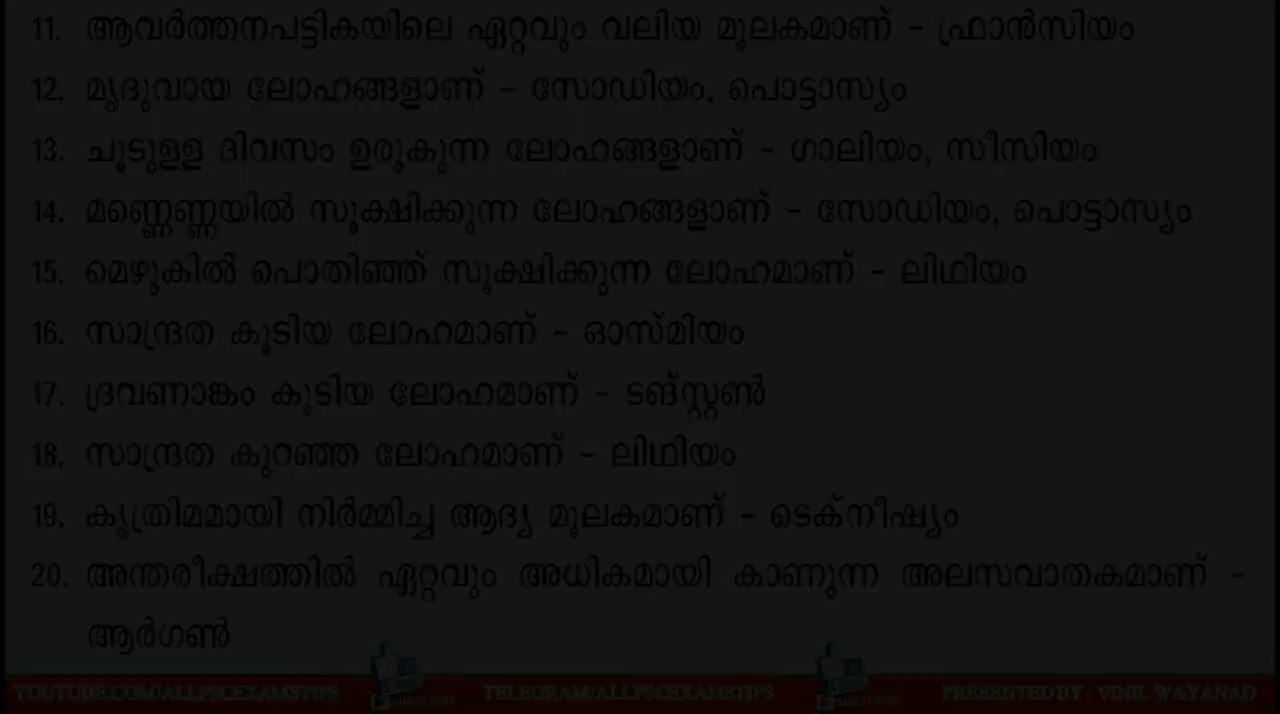 11. ആവർത്തനപട്ടികയിലെ ഏറ്റവും വലിയ മൂലകമാണ് - ഫ്രാൻസിയം
12. മൃദുവായ ലോഹങ്ങളാണ് - സോഡിയം, പൊട്ടാസ്യം
13. ചൂടുള്ള ദിവസം ഉരുകുന്ന ലോഹങ്ങളാണ് - ഗാലിയം, സീസിയം
14. മണ്ണെണ്ണയിൽ സൂക്ഷിക്കുന്ന ലോഹങ്ങളാണ് - സോഡിയം, പൊട്ടാസ്യം
15. മെഴുകിൽ പൊതിഞ്ഞ് സൂക്ഷിക്കുന്ന ലോഹമാണ് - ലിഥിയം
16. സാന്ദ്രത കൂടിയ ലോഹമാണ് - ഓസ്മിയം
17. ദ്രവണാങ്കം കൂടിയ ലോഹമാണ് - ടങ്സ്റ്റൺ
18. സാന്ദ്രത കുറഞ്ഞ ലോഹമാണ് - ലിഥിയം
19. കൃത്രിമമായി നിർമ്മിച്ച ആദ്യ മൂലകമാണ് - ടെക്നീഷ്യം
20. അന്തരീക്ഷത്തിൽ ഏറ്റവും അധികമായി കാണുന്ന അലസവാതകമാണ് -
ആർഗൺ
YOUTUBE.COM/ALLPSCEXAMSTIPS TELEGRAM/ALLPSCEXAMSTIPS PRESENTED BY / VINIL WAYANAD